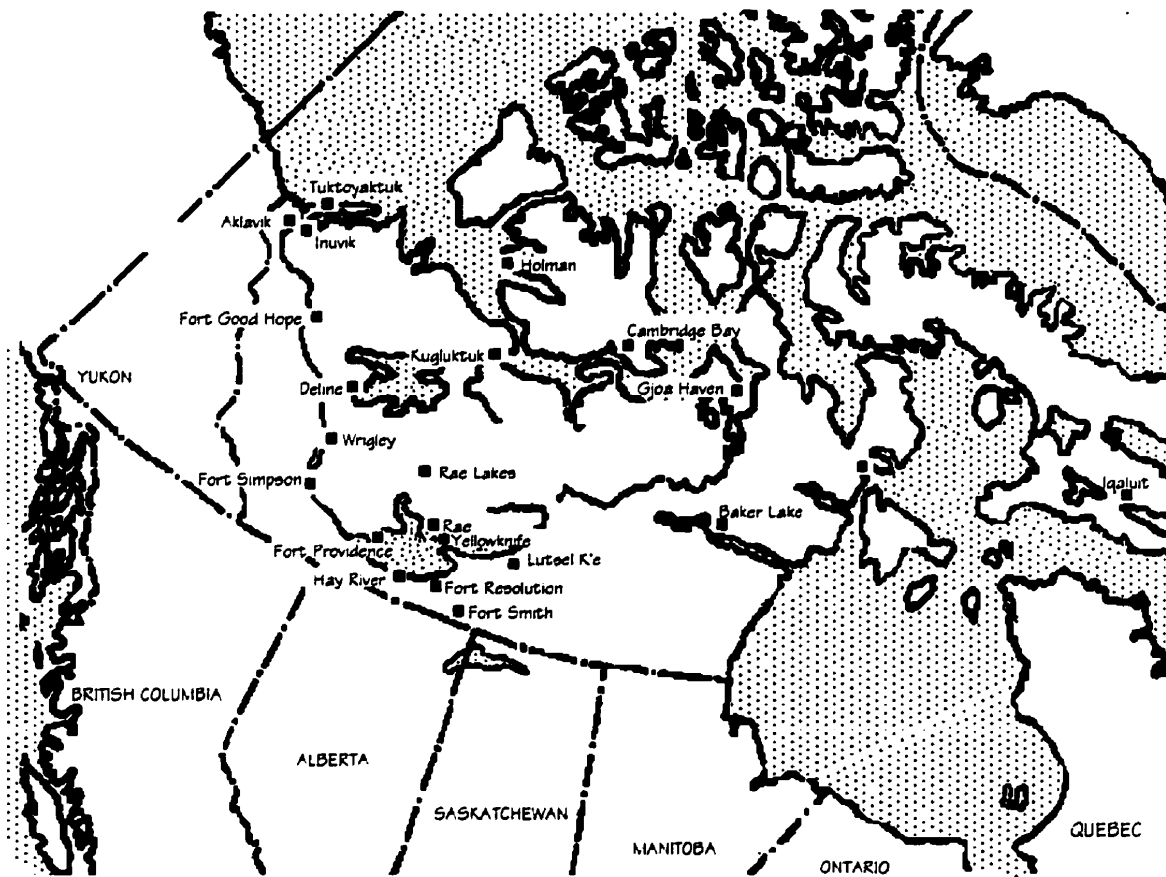 Tuktoyaktuk
Aklavik
Inuvik
Holman
Fort Good Hope
Cambridge Bay
Kugluktuk
YUKON
Deline
Gjoa Haven
Wrigley
Rae Lakes
Fort Simpson
Iqaluit
Baker Lake
Rae
Yellowknife
Fort Providence
Lutsel K'e
Hay River
Fort Resolution
Fort Smith
BRITISH COLUMBIA
ALBERTA
SASKATCHEWAN
QUEBEC
MANITOBA
ONTARIO